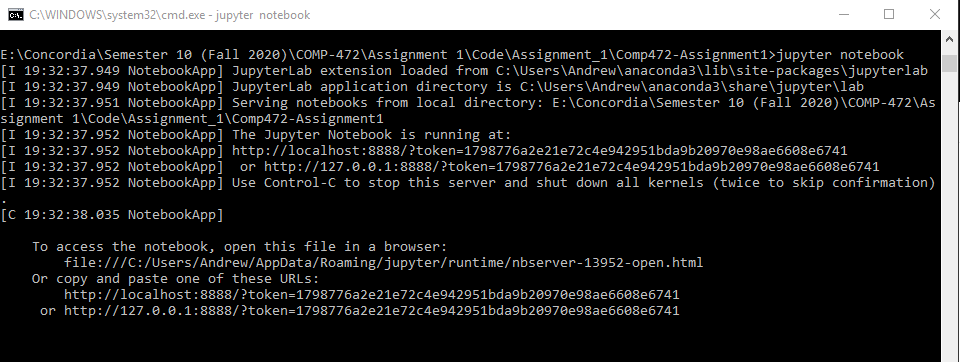 C:\WINDOWS\system32\cmd.exe - jupyter notebook
E:\Concordia\Semester 10 (Fall 2020)\COMP-472\Assignment 1\Code\Assignment_1\Comp472-Assignment1>jupyter notebook
[I 19:32:37.949 NotebookApp] JupyterLab extension loaded from C:\Users\Andrew\anaconda3\lib\site-packages\jupyterlab
[I 19:32:37.949 NotebookApp] JupyterLab application directory is C:\Users\Andrew\anaconda3\share\jupyter\lab
[I 19:32:37.951 NotebookApp] Serving notebooks from local directory: E:\Concordia\Semester 10 (Fall 2020)\COMP-472\As
signment 1\Code\Assignment_1\Comp472-Assignment1
[I 19:32:37.952 NotebookApp] The Jupyter Notebook is running at:
[I 19:32:37.952 NotebookApp] http://localhost:8888/?token=1798776a2e21e72c4e942951bda9b20970e98ae6608e6741
[I 19:32:37.952 NotebookApp]  or http://127.0.0.1:8888/?token=1798776a2e21e72c4e942951bda9b20970e98ae6608e6741
[I 19:32:37.952 NotebookApp] Use Control-C to stop this server and shut down all kernels (twice to skip confirmation)
.
[C 19:32:38.035 NotebookApp]
To access the notebook, open this file in a browser:
file:///C:/Users/Andrew/AppData/Roaming/jupyter/runtime/nbserver-13952-open.html
Or copy and paste one of these URLs:
http://localhost:8888/?token=1798776a2e21e72c4e942951bda9b20970e98ae6608e6741
or http://127.0.0.1:8888/?token=1798776a2e21e72c4e942951bda9b20970e98ae6608e6741